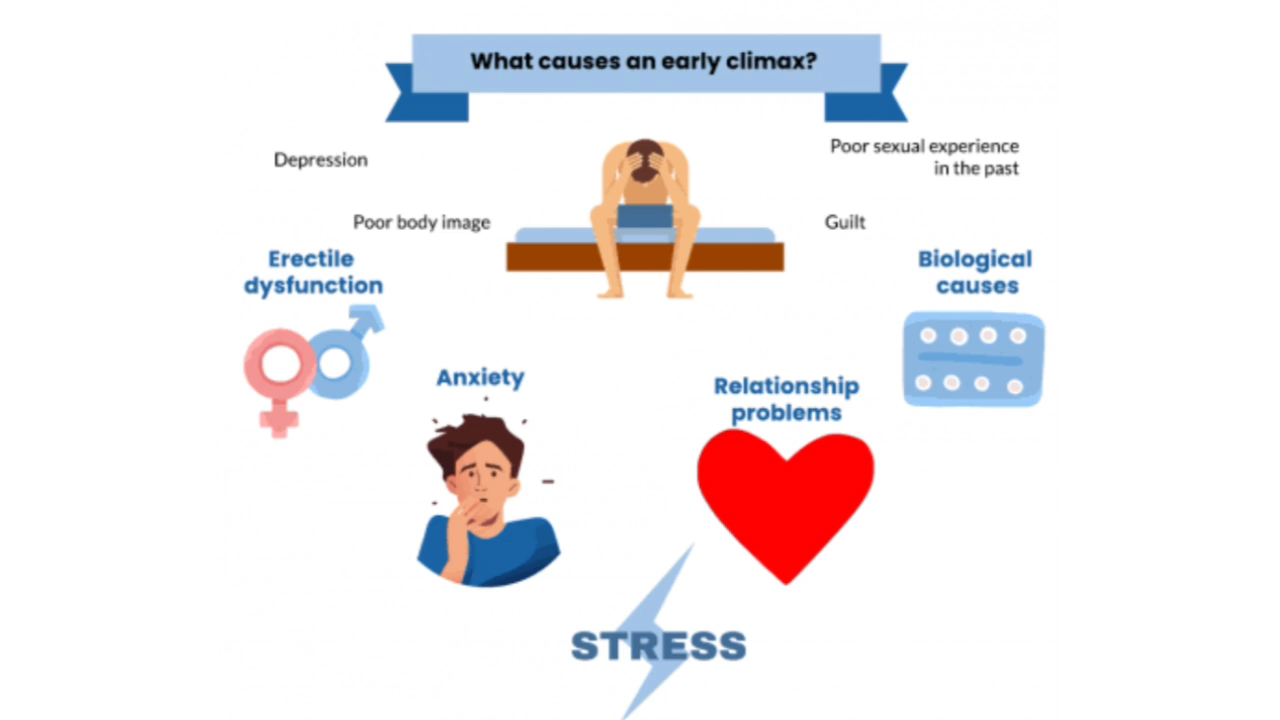 What causes an early climax?
Depression
Poor sexual experience
in the past
Poor body image
Guilt
Erectile
dysfunction
Biological
causes
Anxiety
Relationship
problems
STRESS